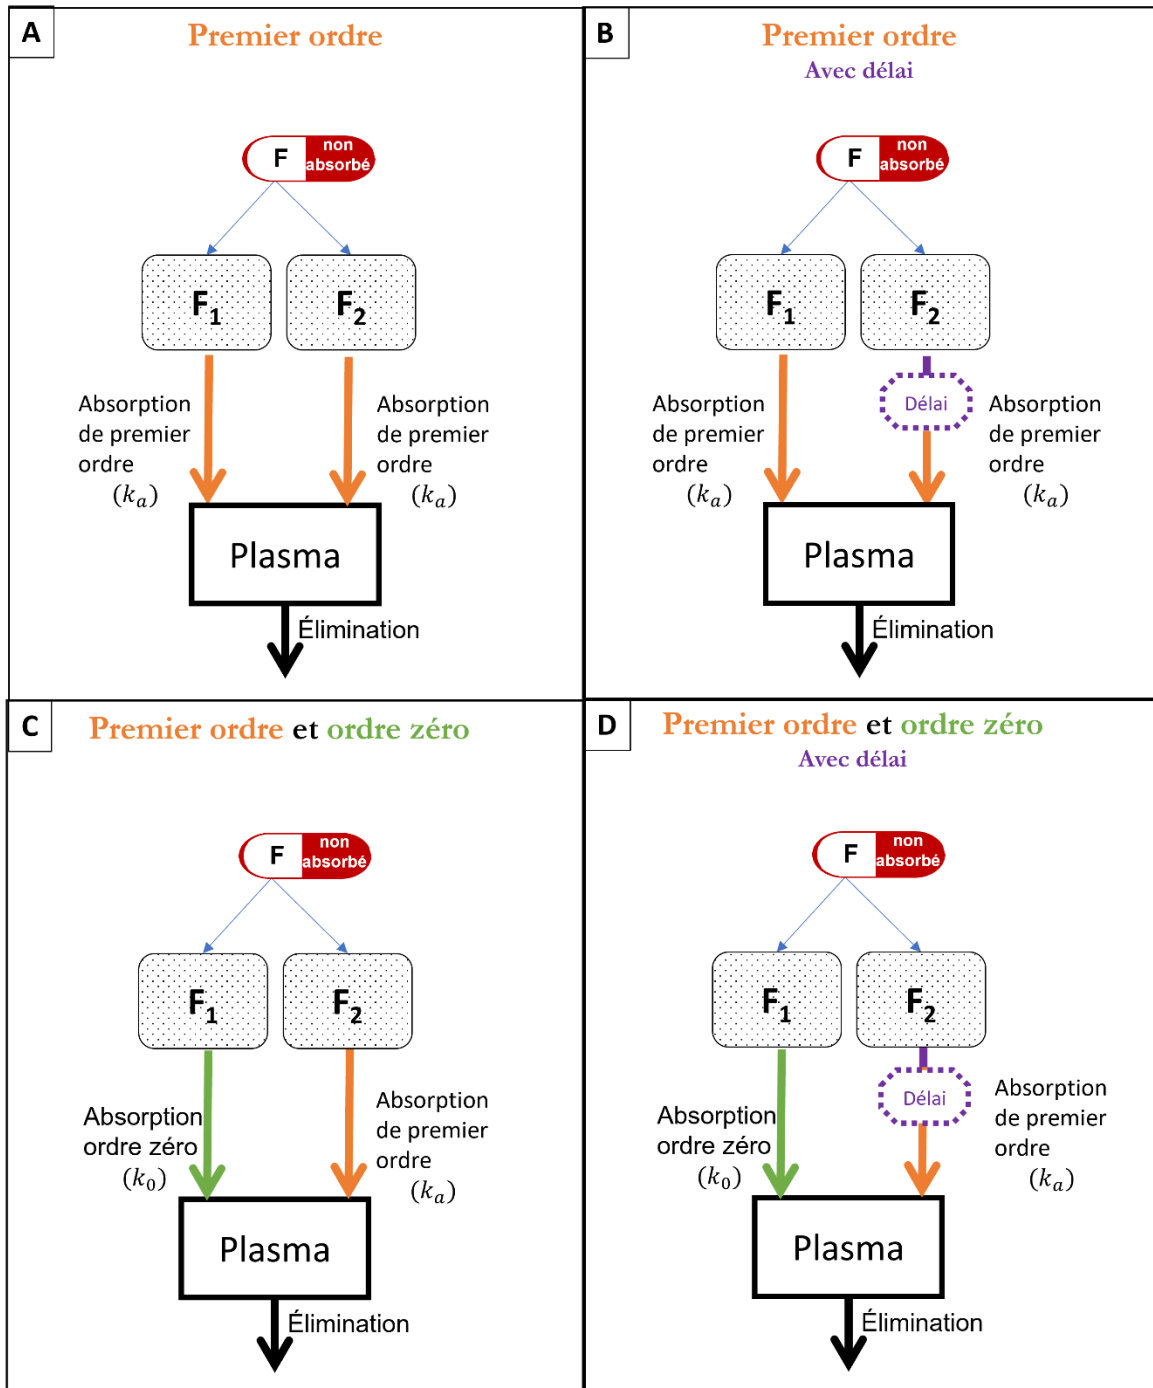 A
Premier ordre
F
non
absorbé
F₁
F₂
Absorption
de premier
ordre
(kₐ)
Absorption
de premier
ordre
(kₐ)
Plasma
Élimination
B
Premier ordre
Avec délai
F
non
absorbé
F₁
F₂
Délai
Absorption
de premier
ordre
(kₐ)
Absorption
de premier
ordre
(kₐ)
Plasma
Élimination
C
Premier ordre et ordre zéro
F
non
absorbé
F₁
F₂
Absorption
ordre zéro
(k₀)
Absorption
de premier
ordre
(kₐ)
Plasma
Élimination
D
Premier ordre et ordre zéro
Avec délai
F
non
absorbé
F₁
F₂
Délai
Absorption
ordre zéro
(k₀)
Absorption
de premier
ordre
(kₐ)
Plasma
Élimination